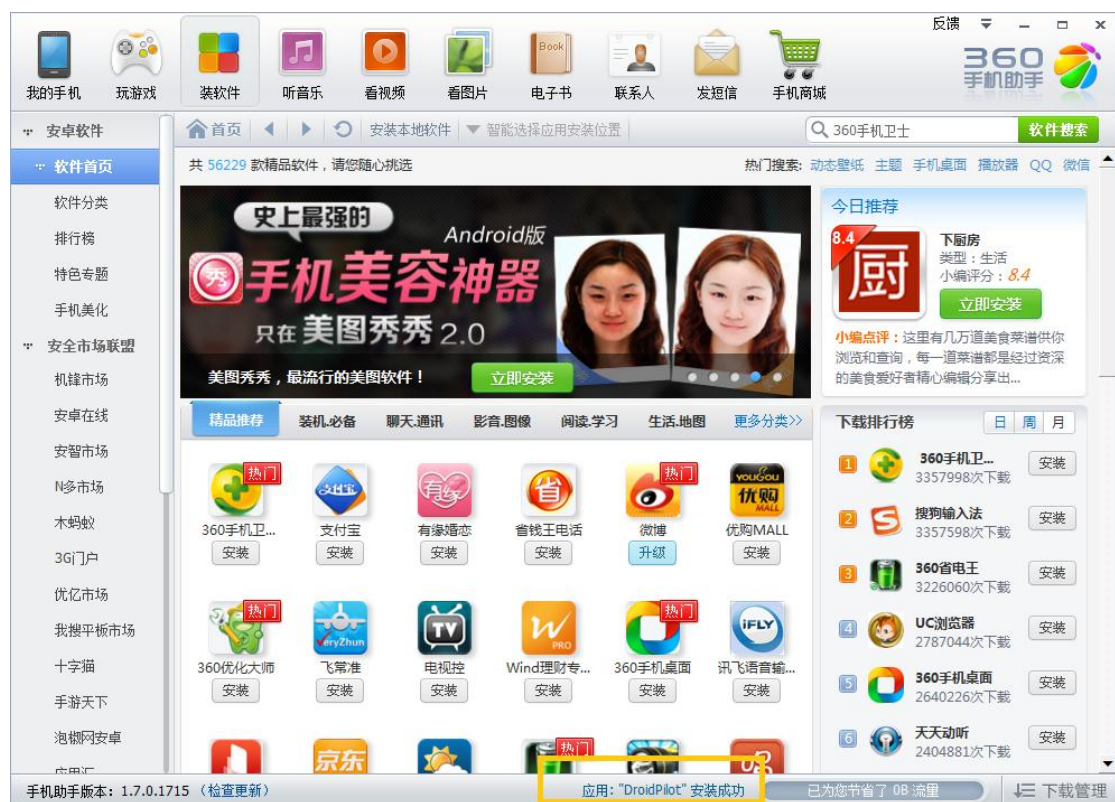 反馈
360
手机助手
我的手机 玩游戏 装软件 听音乐 看视频 看图片 Book 电子书 联系人 发短信 手机商城
安卓软件
软件首页
软件分类
排行榜
特色专题
手机美化
安全市场联盟
机锋市场
安卓在线
安智市场
N多市场
木蚂蚁
3G门户
优亿市场
我搜平板市场
十字猫
手游天下
泡椒网安卓
应用汇
首页 安装本地软件 智能选择应用安装位置 360手机卫士 软件搜索
共 56229 款精品软件,请您随心挑选 热门搜索: 动态壁纸 主题 手机桌面 播放器 QQ 微信
史上最强的
Android版
秀 手机美容神器
只在 美图秀秀 2.0
美图秀秀,最流行的美图软件! 立即安装
今日推荐
8.4
厨
下厨房
类型:生活
小编评分:8.4
立即安装
小编点评:这里有几万道美食菜谱供你
浏览和查询,每一道菜谱都是经过资深
的美食爱好者精心编辑分享出...
精品推荐 装机.必备 聊天.通讯 影音.图像 阅读.学习 生活.地图 更多分类>>
热门 支付宝 有缘 省 热门 YOUGOU 优购 MALL
360手机卫... 支付宝 有缘婚恋 省钱王电话 微博 优购MALL
安装 安装 安装 安装 升级 安装
热门 VeryZhun TV W PRO 热门 iFLY
360优化大师 飞常准 电视控 Wind理财专... 360手机桌面 讯飞语音输...
安装 安装 安装 安装 安装 安装
京东 热门
下载排行榜 日 周 月
1 360手机卫... 安装
3357998次下载
2 搜狗输入法 安装
3357598次下载
3 360省电王 安装
3226060次下载
4 UC浏览器 安装
2787044次下载
5 360手机桌面 安装
2640226次下载
6 天天动听 安装
2404881次下载
手机助手版本: 1.7.0.1715 (检查更新) 应用: "DroidPilot" 安装成功 已为您节省了 0B 流量 下载管理